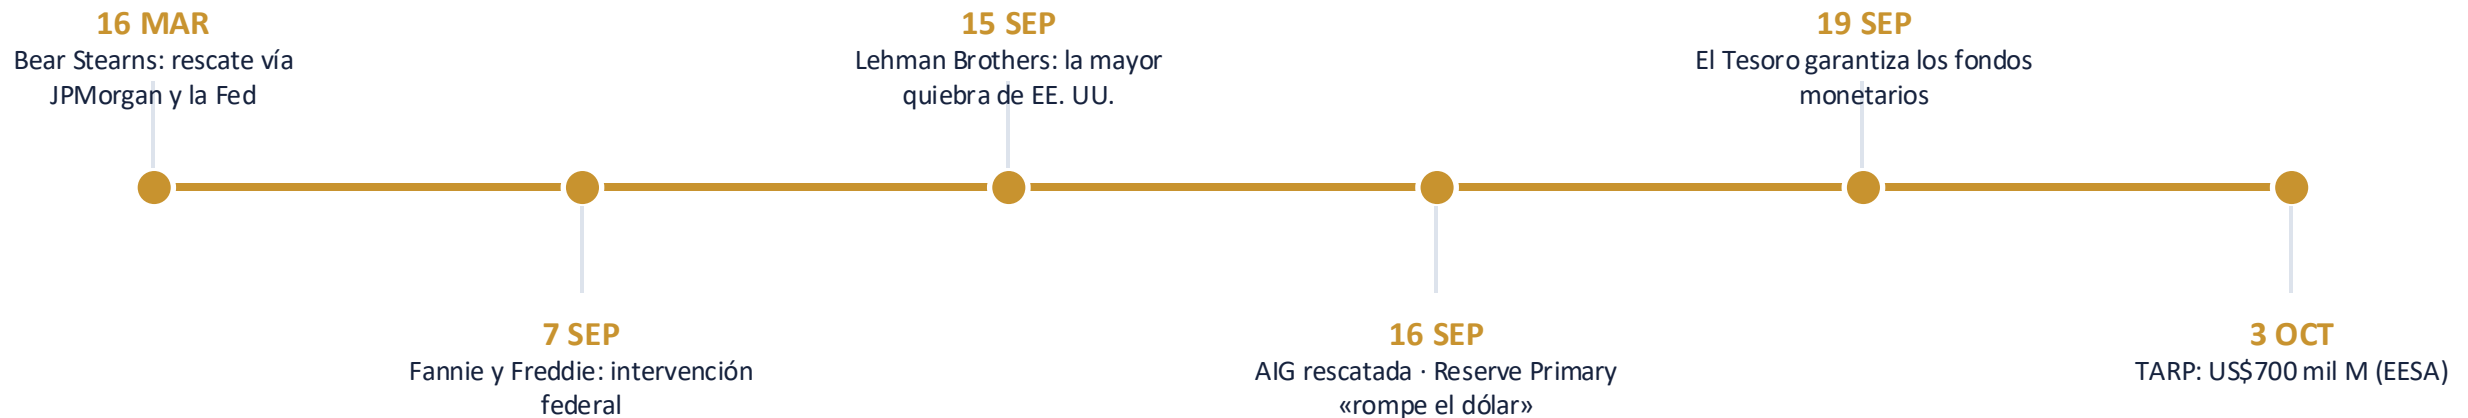 16 MAR
Bear Stearns: rescate vía
JPMorgan y la Fed
7 SEP
Fannie y Freddie: intervención
federal
15 SEP
Lehman Brothers: la mayor
quiebra de EE. UU.
16 SEP
AIG rescatada · Reserve Primary
«rompe el dólar»
19 SEP
El Tesoro garantiza los fondos
monetarios
3 OCT
TARP: US$700 mil M (EESA)